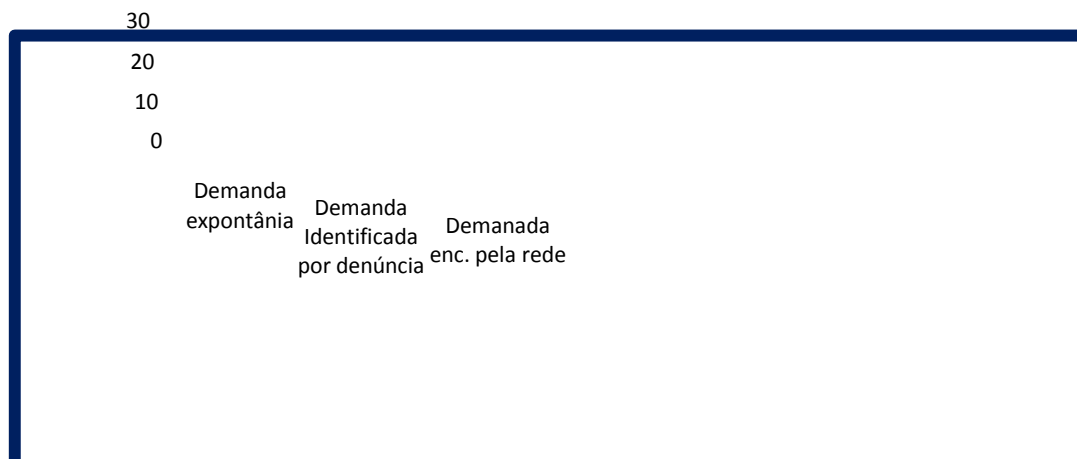 30
20
10
0
Demanda
expontânia
Demanda
Identificada
por denúncia
Demanada
enc. pela rede